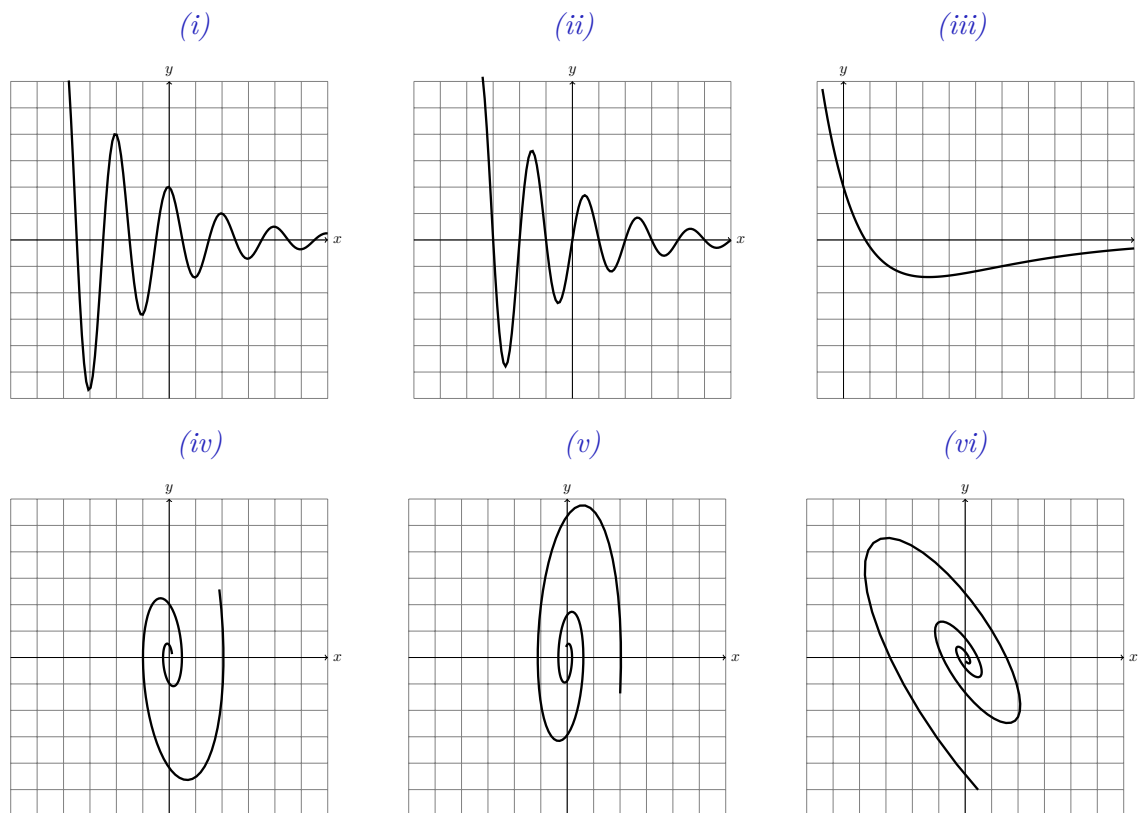 (i) (ii) (iii)
y y y
x x
(iv) (v) (vi)
y y y
x x x